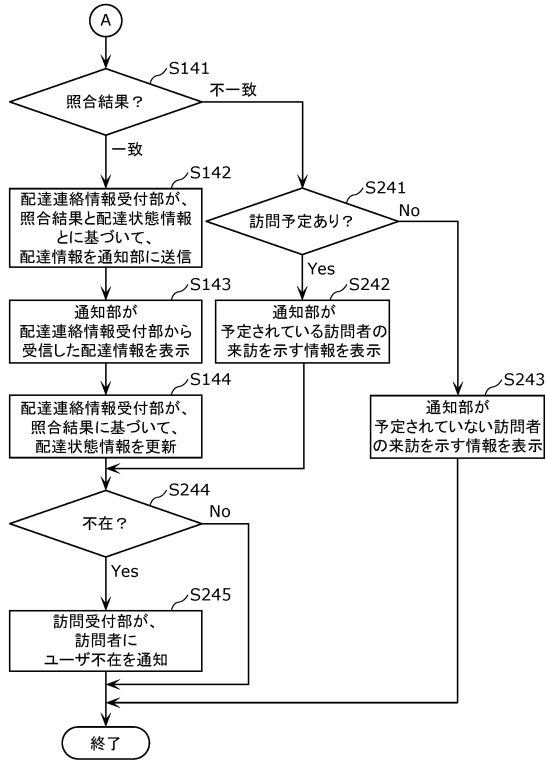 A
S141
照合結果？
不一致
一致
S142
配達連絡情報受付部が、
照合結果と配達状態情報
とに基づいて、
配達情報を通知部に送信
S241
訪問予定あり？
No
Yes
S143
通知部が
配達連絡情報受付部から
受信した配達情報を表示
S242
通知部が
予定されている訪問者の
来訪を示す情報を表示
S144
配達連絡情報受付部が、
照合結果に基づいて、
配達状態情報を更新
S243
通知部が
予定されていない訪問者
の来訪を示す情報を表示
S244
不在？
No
Yes
S245
訪問受付部が、
訪問者に
ユーザ不在を通知
終了